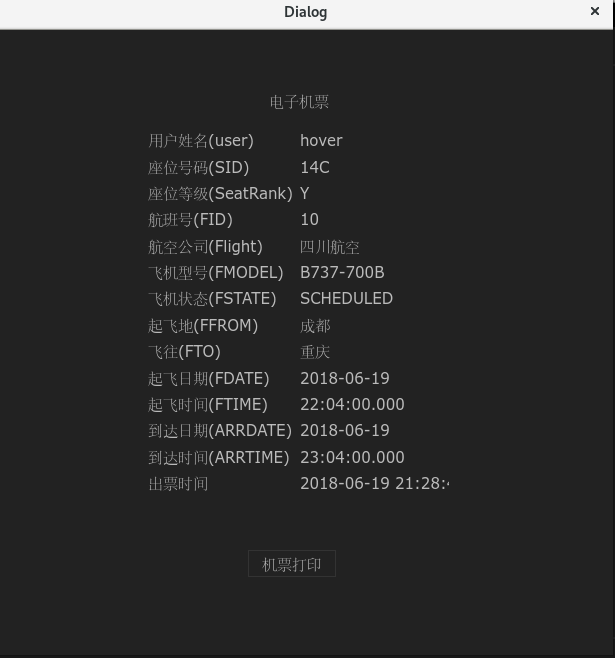 Dialog
电子机票
用户姓名(user) hover
座位号码(SID) 14C
座位等级(SeatRank) Y
航班号(FID) 10
航空公司(Flight) 四川航空
飞机型号(FMODEL) B737-700B
飞机状态(FSTATE) SCHEDULED
起飞地(FFROM) 成都
飞往(FTO) 重庆
起飞日期(FDATE) 2018-06-19
起飞时间(FTIME) 22:04:00.000
到达日期(ARRDATE) 2018-06-19
到达时间(ARRTIME) 23:04:00.000
出票时间 2018-06-19 21:28:
机票打印